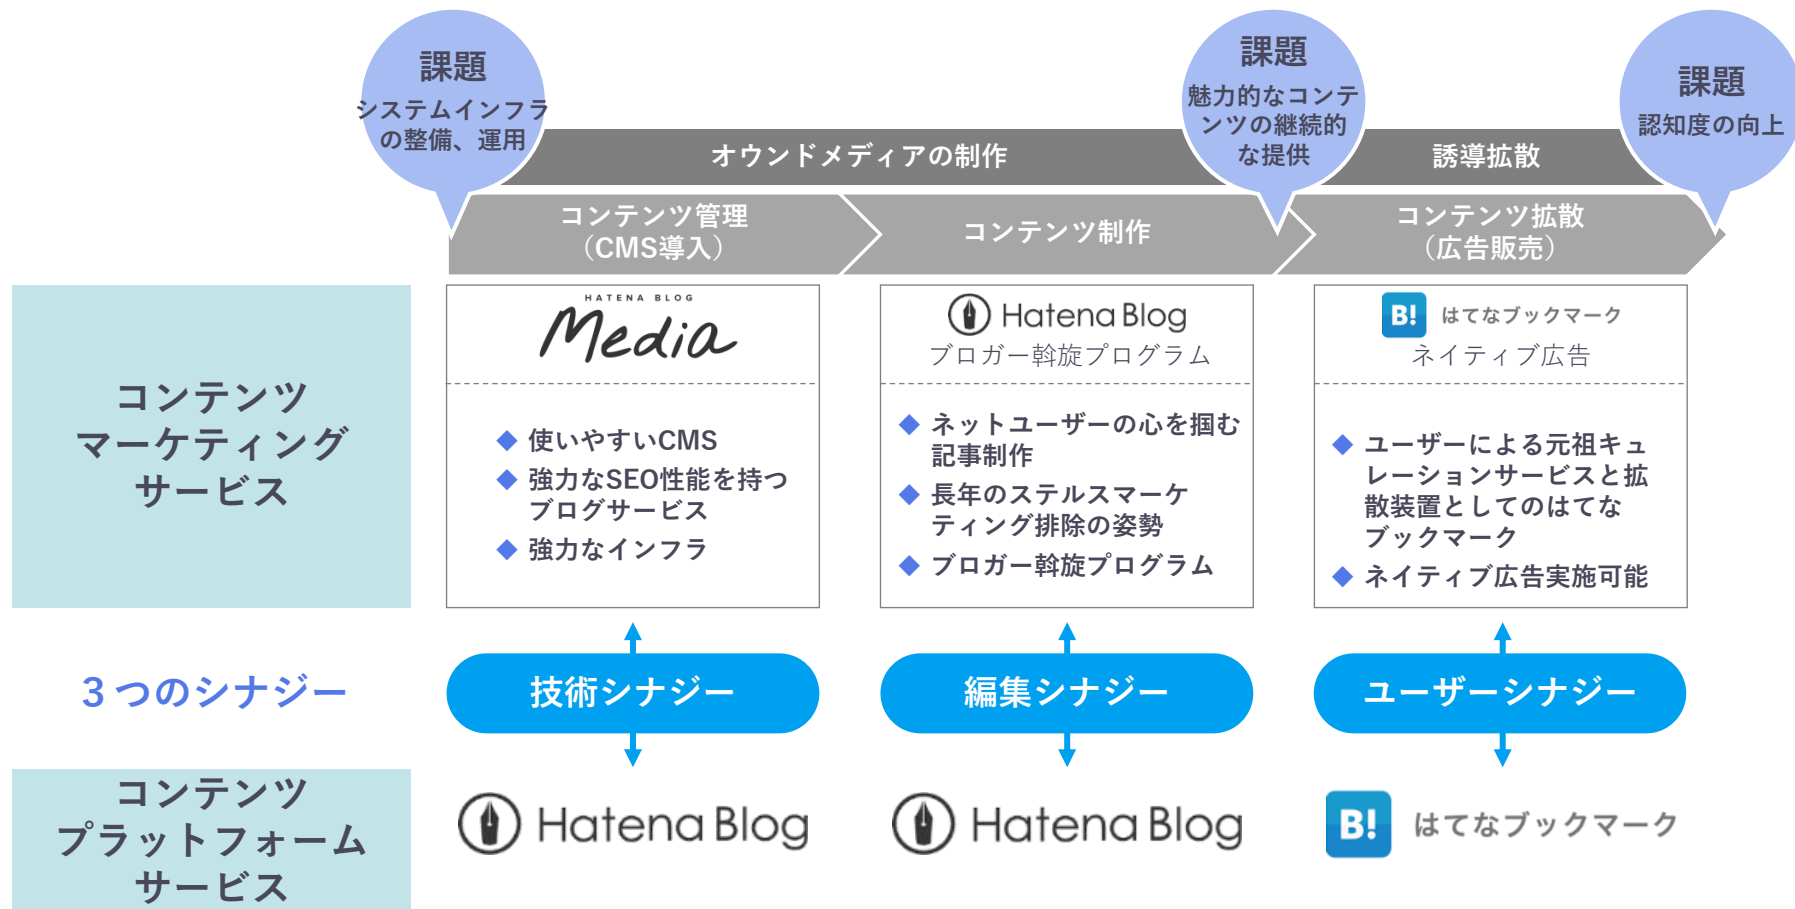 課題
システムインフラ
の整備、運用
課題
魅力的なコンテ
ンツの継続的
な提供
課題
認知度の向上
オウンドメディアの制作
誘導拡散
コンテンツ管理
（CMS導入）
コンテンツ制作
コンテンツ拡散
（広告販売）
コンテンツ
マーケティング
サービス
HATENA BLOG
Media
使いやすいCMS
強力なSEO性能を持つ
ブログサービス
強力なインフラ
Hatena Blog
ブロガー斡旋プログラム
ネットユーザーの心を掴む
記事制作
長年のステルスマーケ
ティング排除の姿勢
ブロガー斡旋プログラム
B! はてなブックマーク
ネイティブ広告
ユーザーによる元祖キュ
レーションサービスと拡
散装置としてのはてな
ブックマーク
ネイティブ広告実施可能
３つのシナジー
技術シナジー
編集シナジー
ユーザーシナジー
コンテンツ
プラットフォーム
サービス
Hatena Blog
Hatena Blog
B! はてなブックマーク